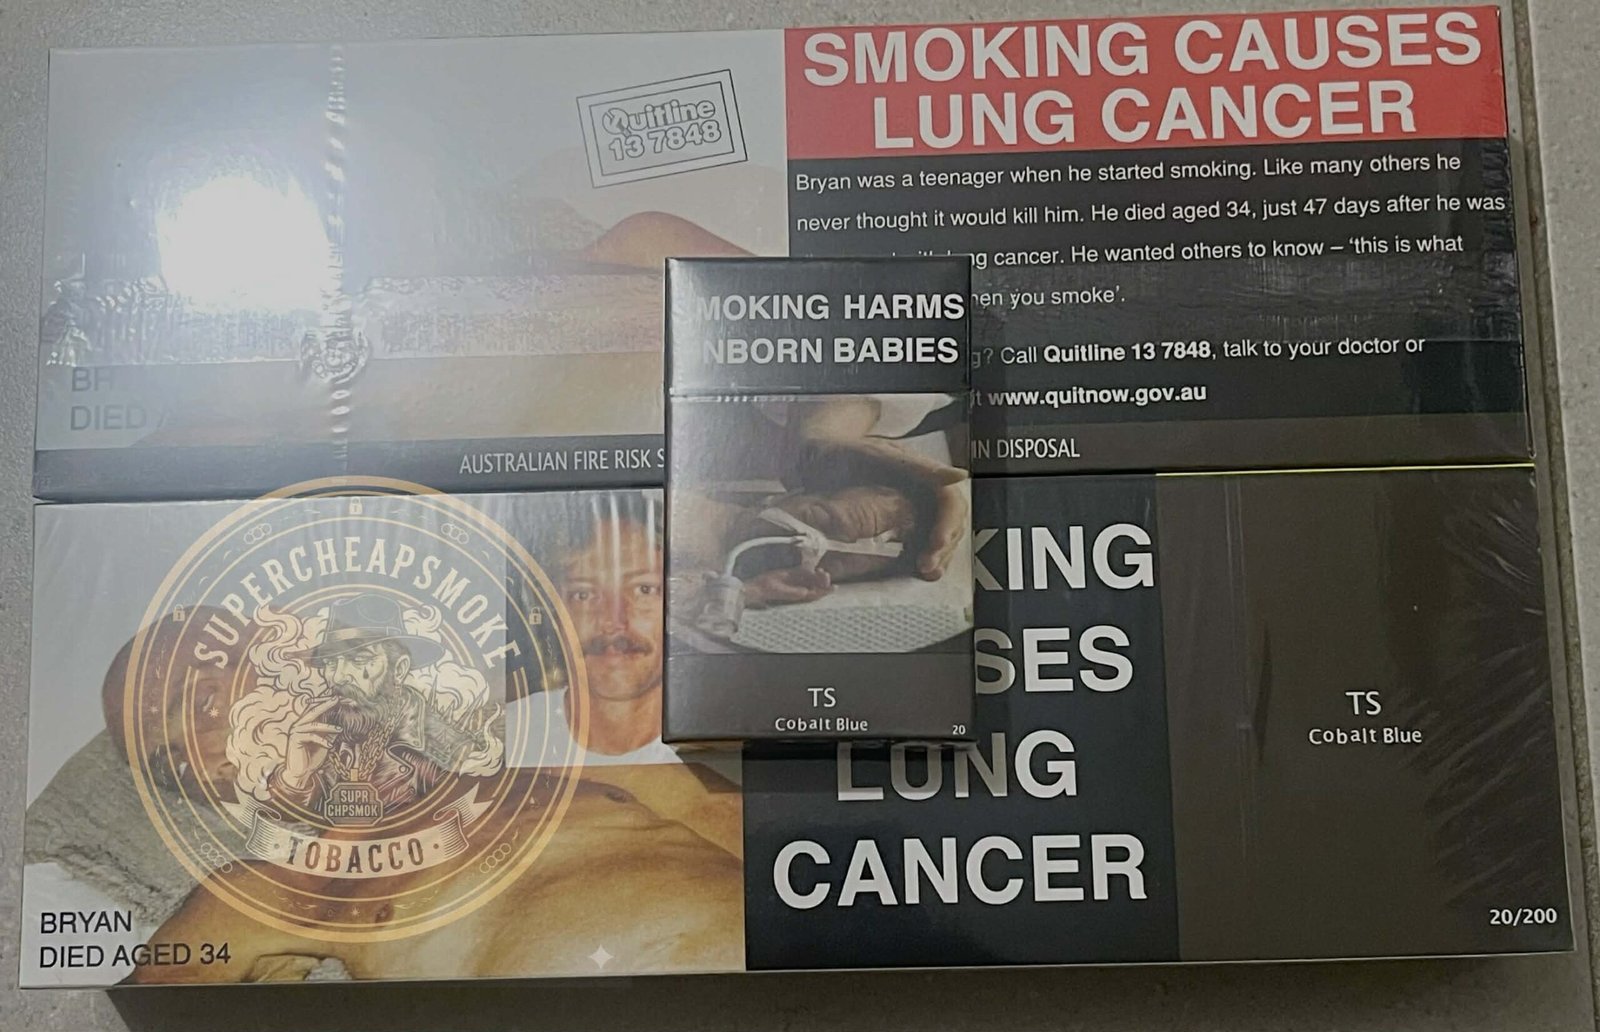 Quitline
13 7848
SMOKING CAUSES
LUNG CANCER
Bryan was a teenager when he started smoking. Like many others he
never thought it would kill him. He died aged 34, just 47 days after he was
cancer. He wanted others to know – 'this is what
you smoke'.
Call Quitline 13 7848, talk to your doctor or
www.quitnow.gov.au
DIED
AUSTRALIAN FIRE RISK
DISPOSAL
MOKING HARMS
NBORN BABIES
TS
Cobalt Blue
20
SUPERCHEAPSMOKE
SUPR
CHPSMOK
TOBACCO
BRYAN
DIED AGED 34
KING
SES
LUNG
CANCER
TS
Cobalt Blue
20/200